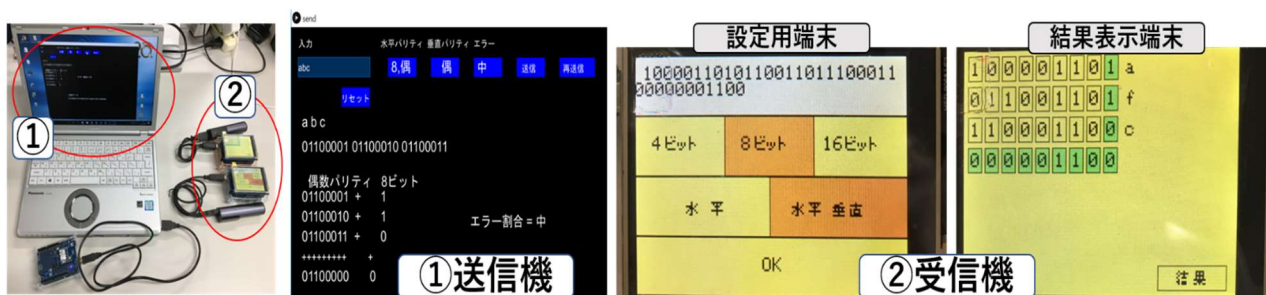 ①
②
send
入力 水平パリティ 垂直パリティ エラー
abc 8,偶 偶 中 送信 再送信
リセット
a b c
01100001 01100010 01100011
偶数パリティ 8ビット
01100001 + 1
01100010 + 1
01100011 + 0
エラー割合 = 中
+++++++++ +
01100000 0
①送信機
設定用端末
1000011010110011011100011
00000001100
4ビット 8ビット 16ビット
水 平 水平 垂直
OK
結果表示端末
100001101 a
011001101 f
110001100 c
000001100
結果
②受信機